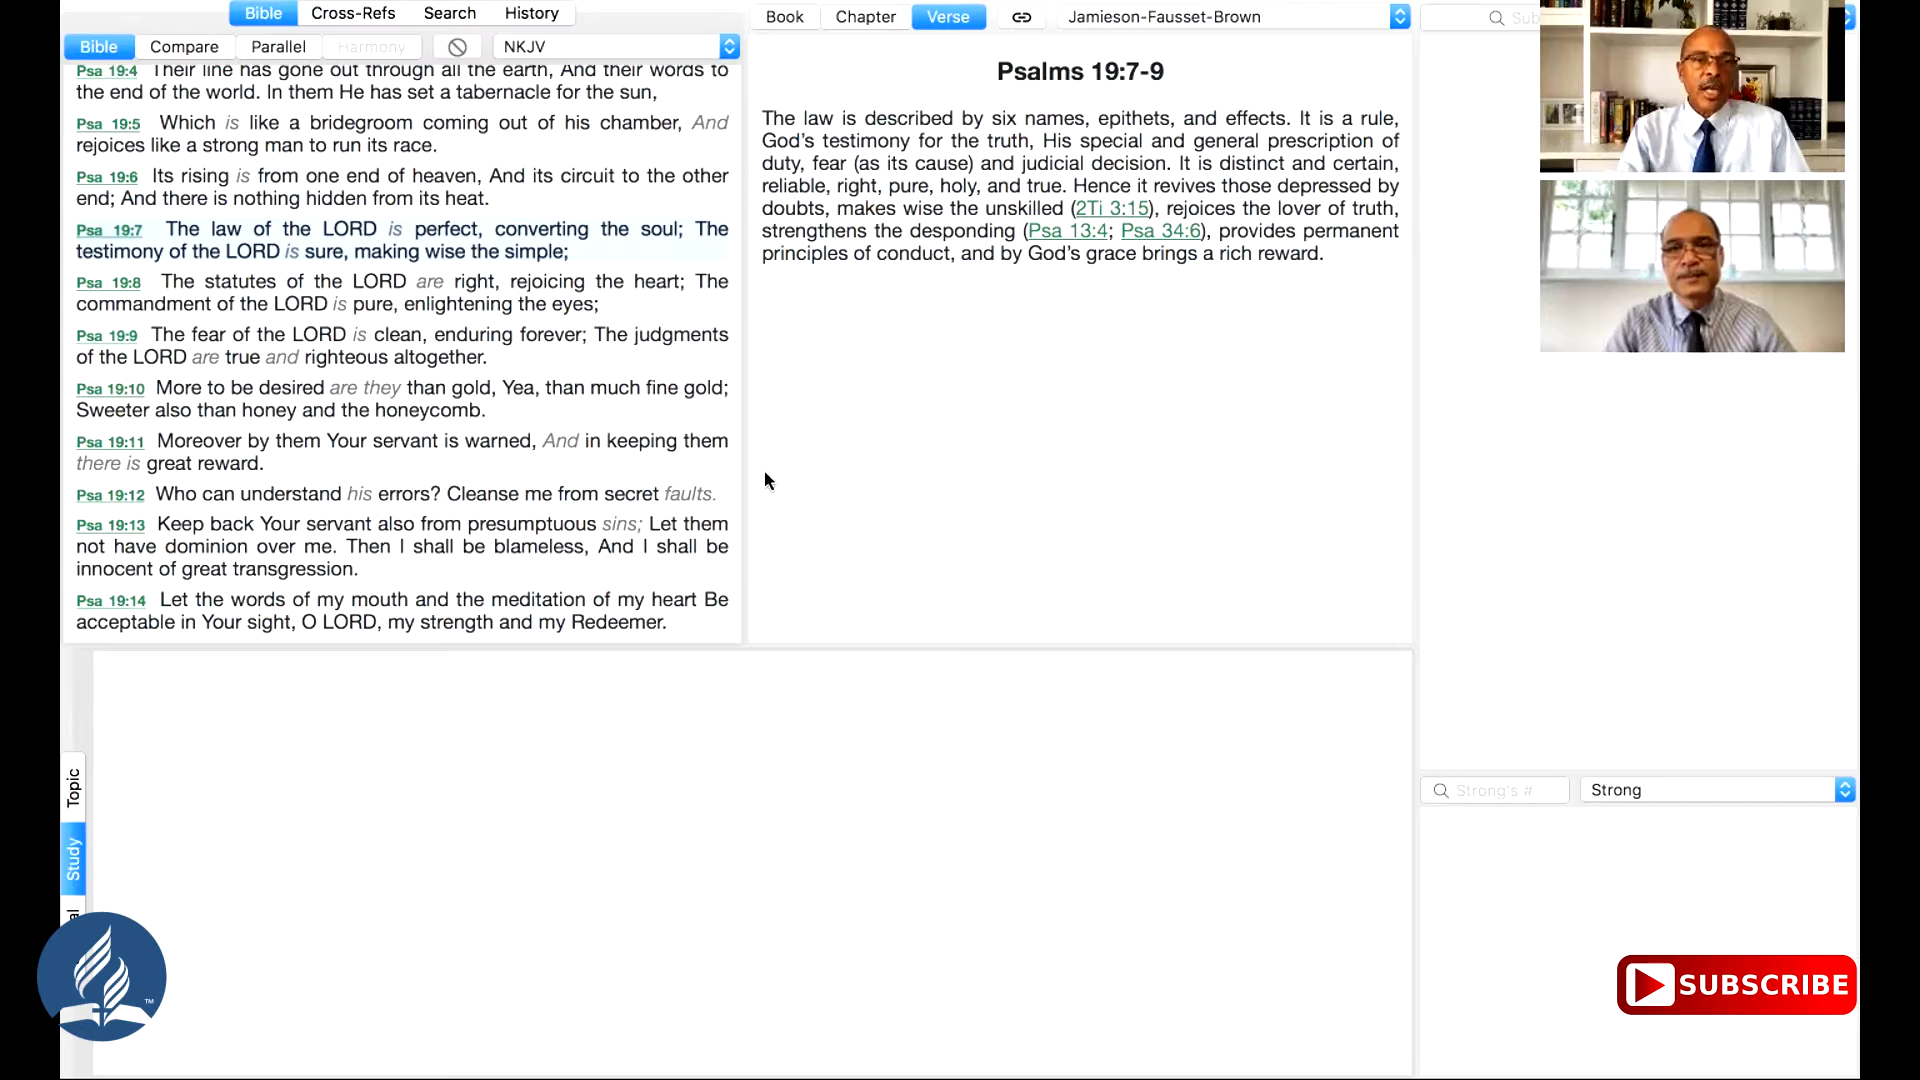 Bible Cross-Refs Search History
Bible Compare Parallel Harmony NKJV
Psa 19:4 Their line has gone out through all the earth, And their words to
the end of the world. In them He has set a tabernacle for the sun,
Psa 19:5 Which is like a bridegroom coming out of his chamber, And
rejoices like a strong man to run its race.
Psa 19:6 Its rising is from one end of heaven, And its circuit to the other
end; And there is nothing hidden from its heat.
Psa 19:7 The law of the LORD is perfect, converting the soul; The
testimony of the LORD is sure, making wise the simple;
Psa 19:8 The statutes of the LORD are right, rejoicing the heart; The
commandment of the LORD is pure, enlightening the eyes;
Psa 19:9 The fear of the LORD is clean, enduring forever; The judgments
of the LORD are true and righteous altogether.
Psa 19:10 More to be desired are they than gold, Yea, than much fine gold;
Sweeter also than honey and the honeycomb.
Psa 19:11 Moreover by them Your servant is warned, And in keeping them
there is great reward.
Psa 19:12 Who can understand his errors? Cleanse me from secret faults.
Psa 19:13 Keep back Your servant also from presumptuous sins; Let them
not have dominion over me. Then I shall be blameless, And I shall be
innocent of great transgression.
Psa 19:14 Let the words of my mouth and the meditation of my heart Be
acceptable in Your sight, O LORD, my strength and my Redeemer.
Book Chapter Verse Jamieson-Fausset-Brown
Psalms 19:7-9
The law is described by six names, epithets, and effects. It is a rule,
God's testimony for the truth, His special and general prescription of
duty, fear (as its cause) and judicial decision. It is distinct and certain,
reliable, right, pure, holy, and true. Hence it revives those depressed by
doubts, makes wise the unskilled (2Ti 3:15), rejoices the lover of truth,
strengthens the desponding (Psa 13:4; Psa 34:6), provides permanent
principles of conduct, and by God's grace brings a rich reward.
Strong's # Strong
Topic
Study
TM
SUBSCRIBE